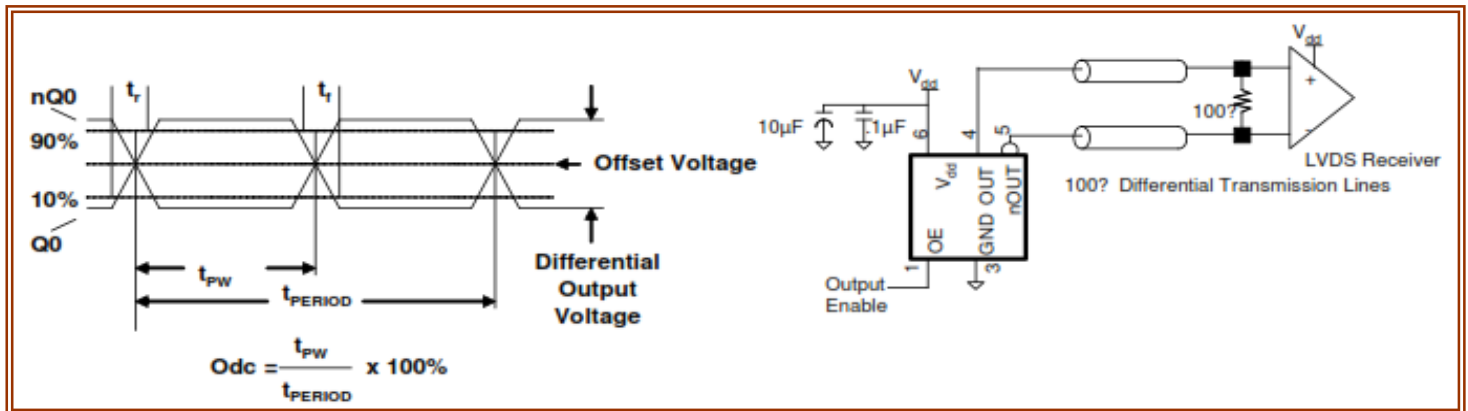 nQ0
90%
10%
Q0
tr
tf
Offset Voltage
tPW
tPERIOD
Differential
Output
Voltage
Odc = tPW / tPERIOD x 100%
Vdd
10µF
.1µF
6
4
5
Vdd
OUT
nOUT
OE
GND
1
3
Output
Enable
Vdd
+
-
100?
LVDS Receiver
100? Differential Transmission Lines